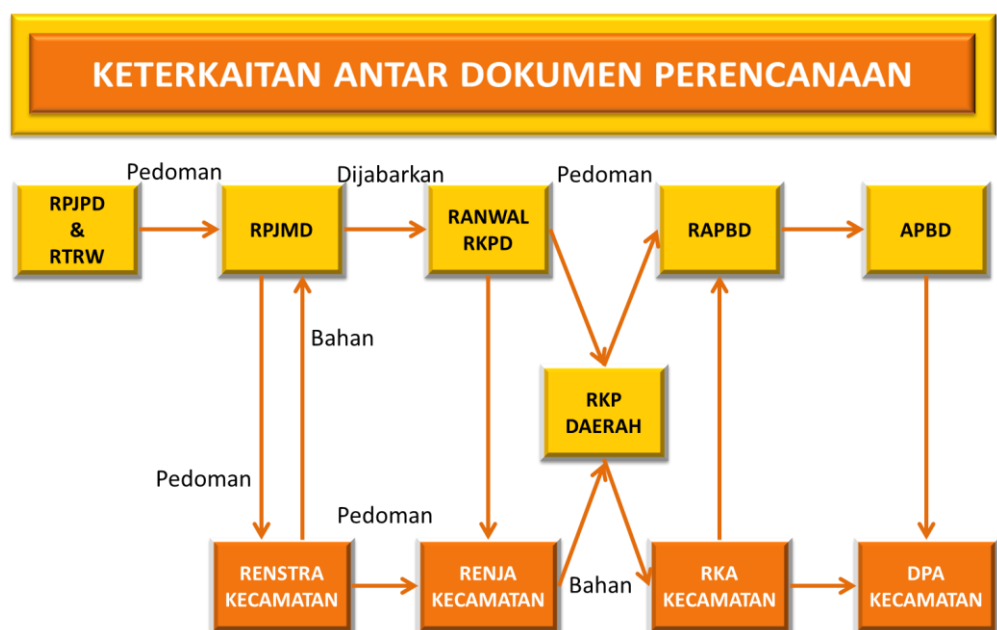 KETERKAITAN ANTAR DOKUMEN PERENCANAAN
Pedoman
Dijabarkan
Pedoman
RPJPD
&
RTRW
RPJMD
RANWAL
RKPD
RAPBD
APBD
Bahan
RKP
DAERAH
Pedoman
Pedoman
Bahan
RENSTRA
KECAMATAN
RENJA
KECAMATAN
RKA
KECAMATAN
DPA
KECAMATAN